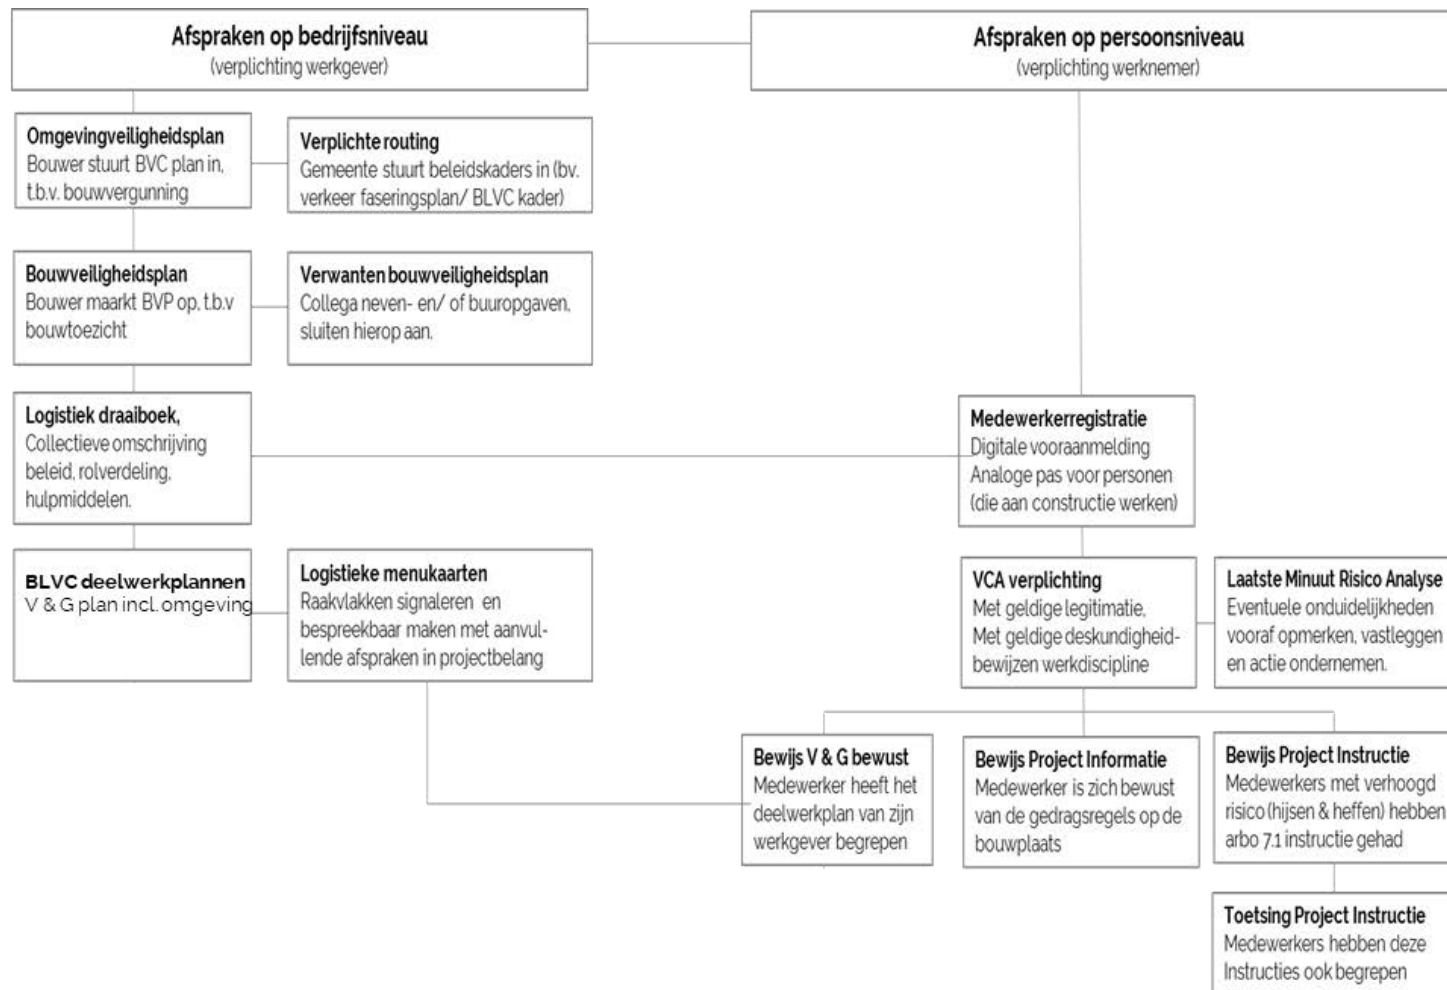 Afspraken op bedrijfsniveau
(verplichting werkgever)
Afspraken op persoonsniveau
(verplichting werknemer)
Omgevingveiligheidsplan
Bouwer stuurt BVC plan in,
t.b.v. bouwvergunning
Verplichte routing
Gemeente stuurt beleidskaders in (bv.
verkeer faseringsplan/ BLVC kader)
Bouwveiligheidsplan
Bouwer maarkt BVP op, t.b.v
bouwtoezicht
Verwanten bouwveiligheidsplan
Collega neven- en/ of buuropgaven,
sluiten hierop aan.
Logistiek draaiboek,
Collectieve omschrijving
beleid, rolverdeling,
hulpmiddelen.
Medewerkerregistratie
Digitale vooraanmelding
Analoge pas voor personen
(die aan constructie werken)
BLVC deelwerkplannen
V & G plan incl. omgeving
Logistieke menukaarten
Raakvlakken signaleren en
bespreekbaar maken met aanvul-
lende afspraken in projectbelang
VCA verplichting
Met geldige legitimatie,
Met geldige deskundigheid-
bewijzen werkdiscipline
Laatste Minuut Risico Analyse
Eventuele onduidelijkheden
vooraf opmerken, vastleggen
en actie ondernemen.
Bewijs V & G bewust
Medewerker heeft het
deelwerkplan van zijn
werkgever begrepen
Bewijs Project Informatie
Medewerker is zich bewust
van de gedragsregels op de
bouwplaats
Bewijs Project Instructie
Medewerkers met verhoogd
risico (hijsen & heffen) hebben
arbo 7.1 instructie gehad
Toetsing Project Instructie
Medewerkers hebben deze
Instructies ook begrepen